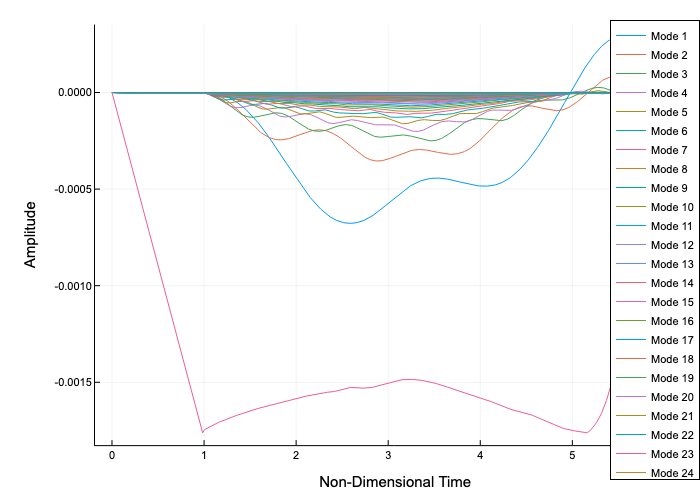 0.0000
-0.0005
-0.0010
-0.0015
Amplitude
0
1
2
3
4
5
Non-Dimensional Time
Mode 1
Mode 2
Mode 3
Mode 4
Mode 5
Mode 6
Mode 7
Mode 8
Mode 9
Mode 10
Mode 11
Mode 12
Mode 13
Mode 14
Mode 15
Mode 16
Mode 17
Mode 18
Mode 19
Mode 20
Mode 21
Mode 22
Mode 23
Mode 24